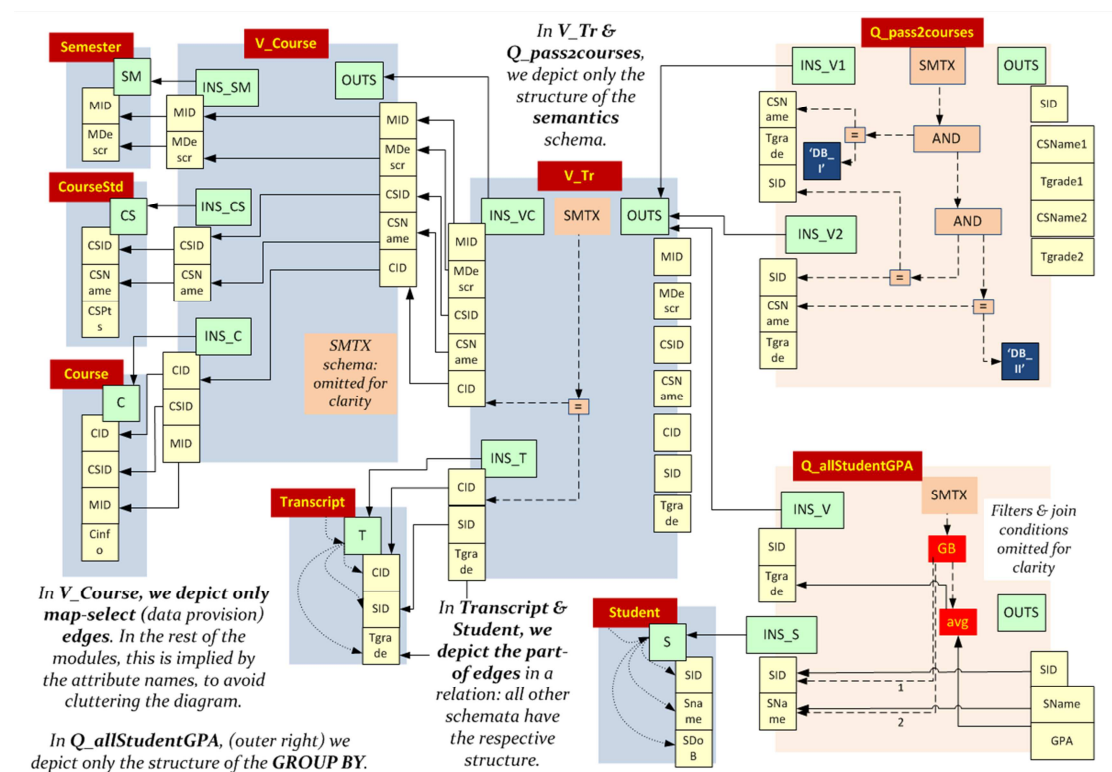 Semester
SM
MID
MDe
scr
CourseStd
CS
CSID
CSN
ame
CSPt
s
Course
C
CID
CSID
MID
Cinf
o
V_Course
OUTS
INS_SM
MID
MDe
scr
INS_CS
CSID
CSN
ame
INS_C
CID
CSID
MID
MID
MDe
scr
CSID
CSN
ame
CID
SMTX
schema:
omitted for
clarity
In V_Tr &
Q_pass2courses,
we depict only the
structure of the
semantics
schema.
V_Tr
INS_VC
SMTX
OUTS
MID
MDe
scr
CSID
CSN
ame
CID
=
INS_T
CID
SID
Tgra
de
MID
MDe
scr
CSID
CSN
ame
CID
SID
Tgra
de
Transcript
T
CID
SID
Tgra
de
Q_pass2courses
INS_V1
SMTX
OUTS
CSN
ame
Tgra
de
SID
=
'DB_
I'
AND
AND
INS_V2
SID
CSN
ame
Tgra
de
=
=
'DB_
II'
SID
CSName1
Tgrade1
CSName2
Tgrade2
Q_allStudentGPA
INS_V
SMTX
SID
Tgra
de
GB
avg
Filters & join
conditions
omitted for
clarity
OUTS
INS_S
SID
SNa
me
1
2
SID
SName
GPA
Student
S
SID
Sna
me
SDo
B
In V_Course, we depict only
map-select (data provision)
edges. In the rest of the
modules, this is implied by
the attribute names, to avoid
cluttering the diagram.
In Q_allStudentGPA, (outer right) we
depict only the structure of the GROUP BY.
In Transcript &
Student, we
depict the part-
of edges in a
relation: all other
schemata have
the respective
structure.